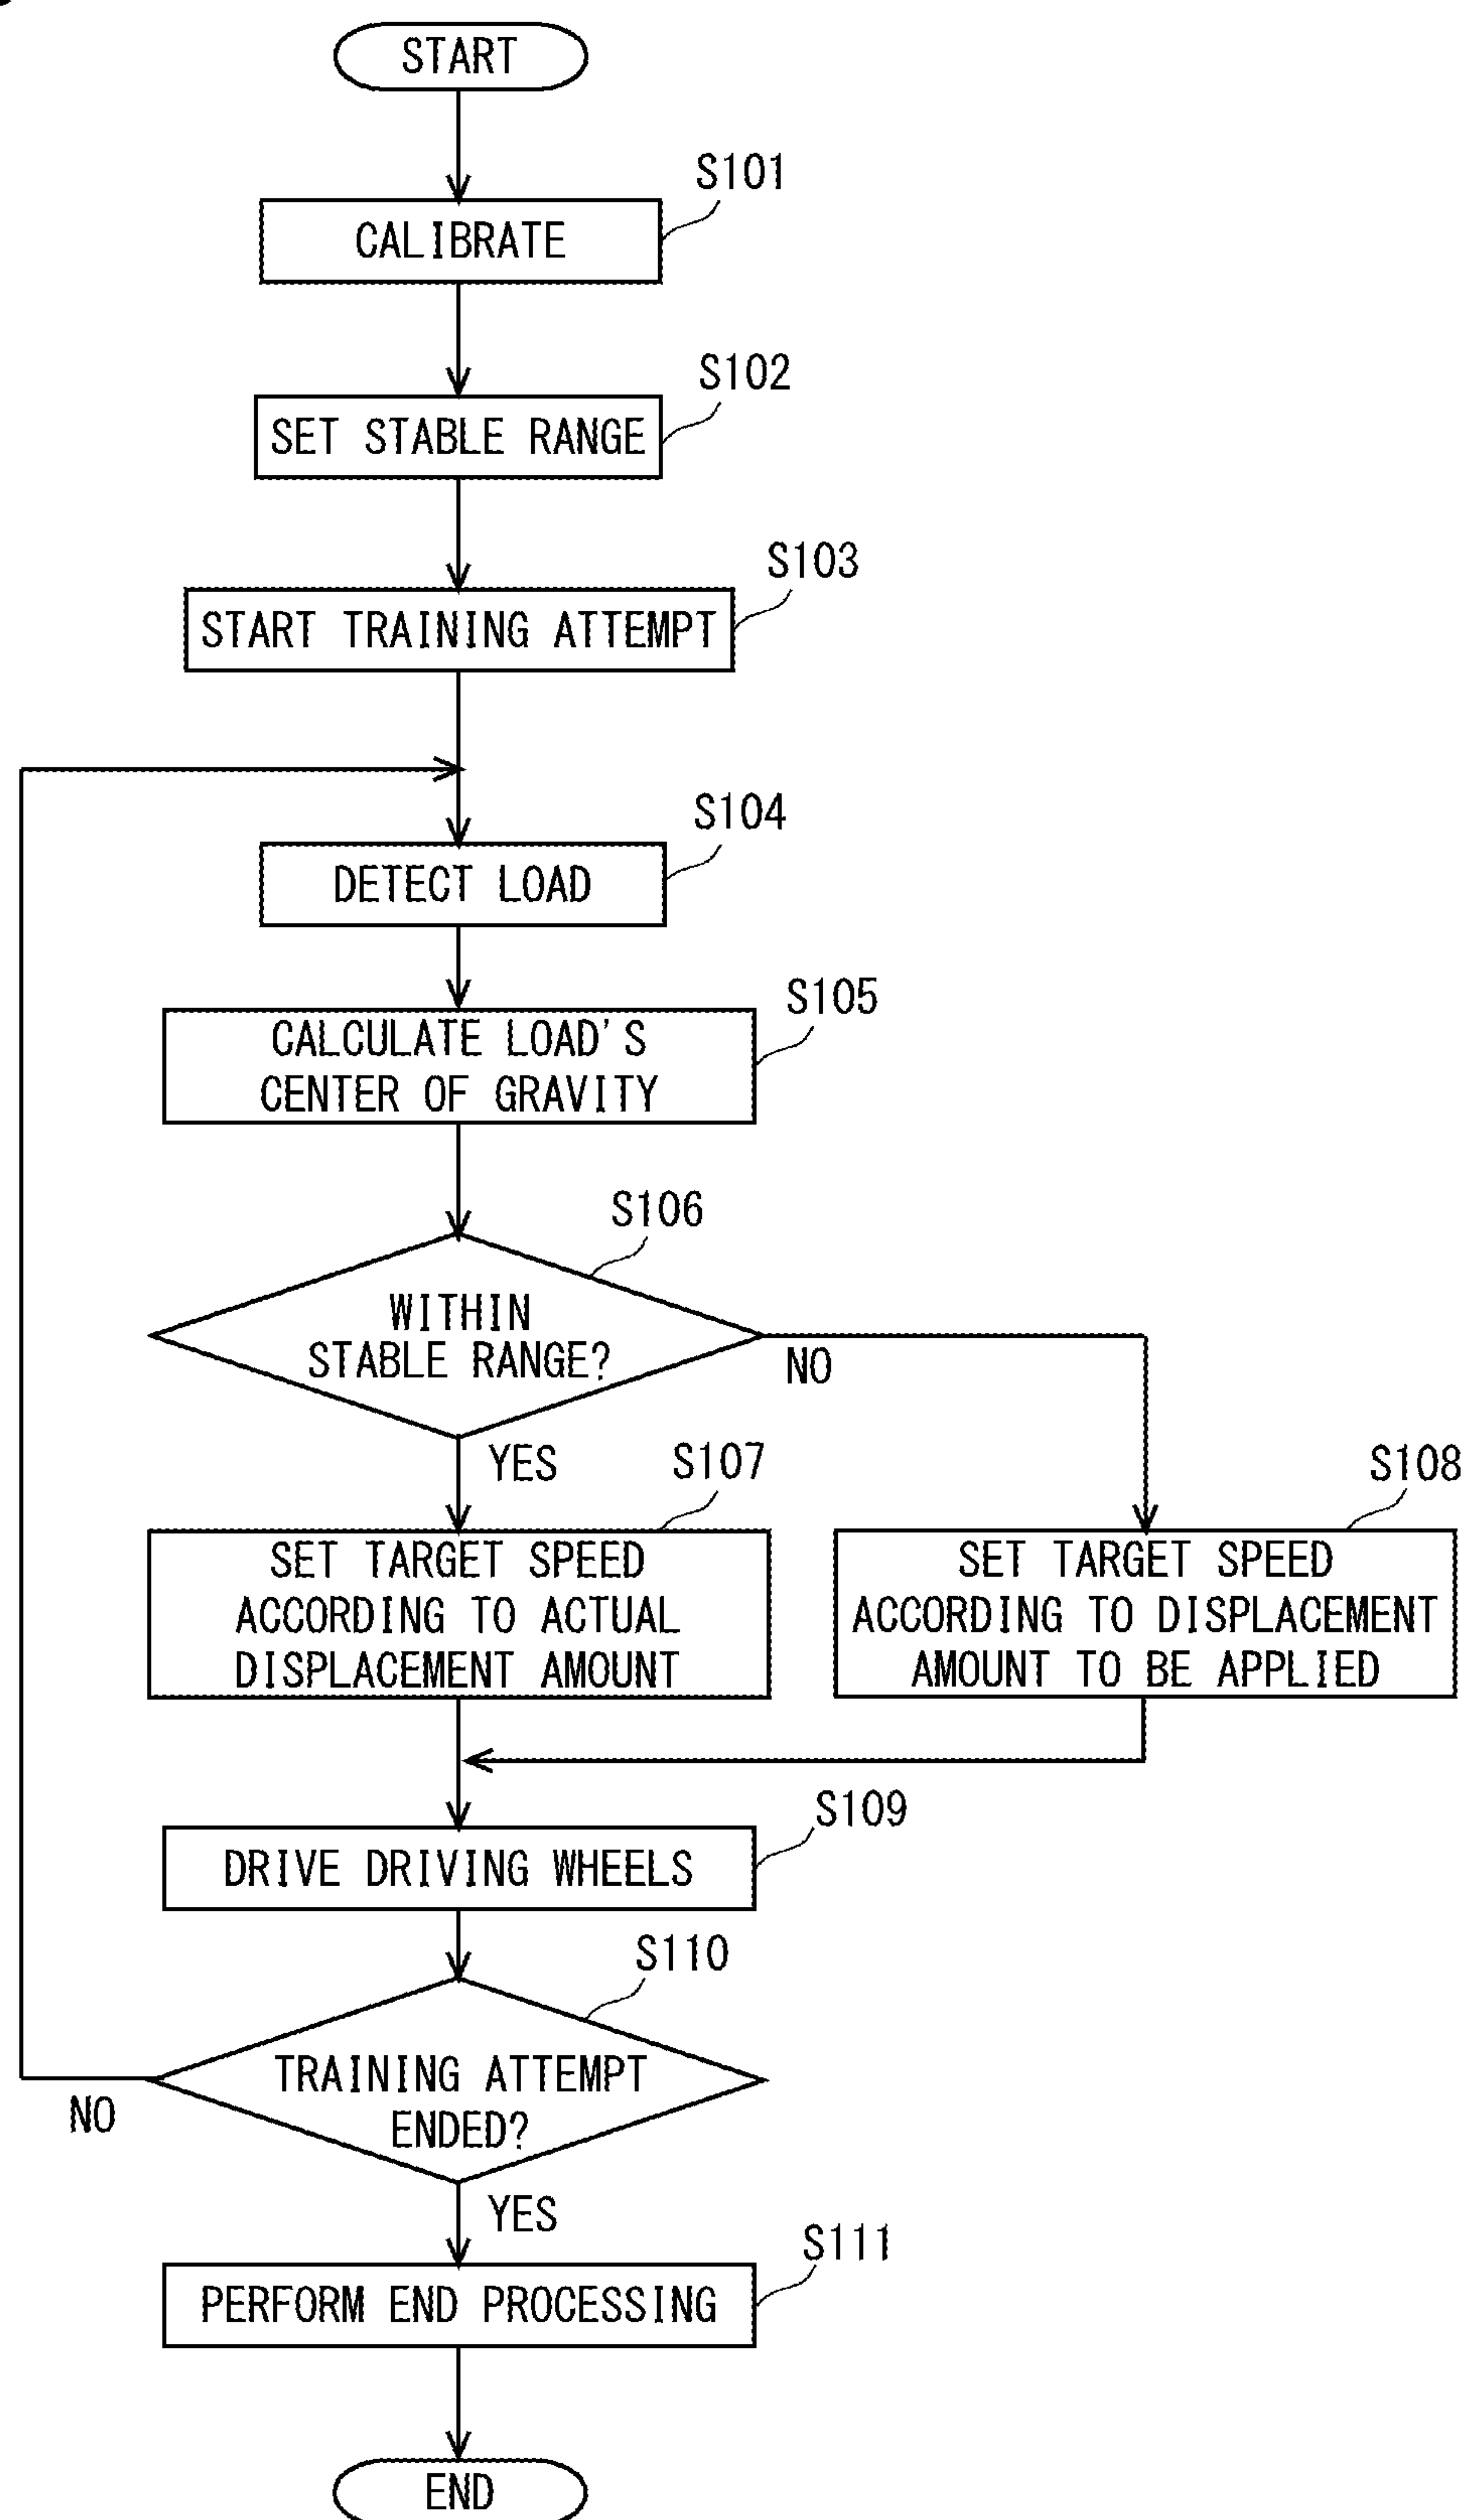 START
S101
CALIBRATE
S102
SET STABLE RANGE
S103
START TRAINING ATTEMPT
S104
DETECT LOAD
S105
CALCULATE LOAD'S
CENTER OF GRAVITY
S106
WITHIN
STABLE RANGE?
NO
YES
S107
SET TARGET SPEED
ACCORDING TO ACTUAL
DISPLACEMENT AMOUNT
S108
SET TARGET SPEED
ACCORDING TO DISPLACEMENT
AMOUNT TO BE APPLIED
S109
DRIVE DRIVING WHEELS
S110
TRAINING ATTEMPT
ENDED?
NO
YES
S111
PERFORM END PROCESSING
END